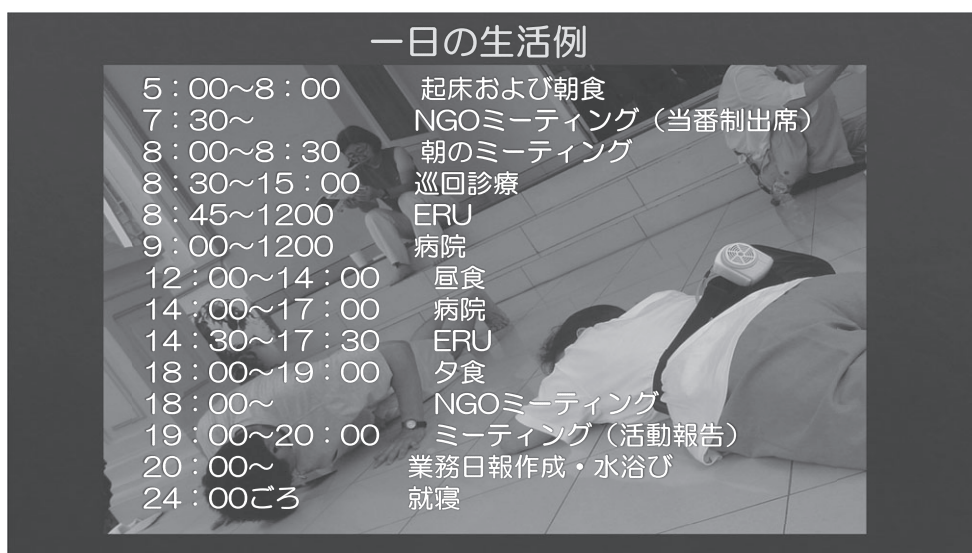 一日の生活例
5：00～8：00 起床および朝食
7：30～ NGOミーティング（当番制出席）
8：00～8：30 朝のミーティング
8：30～15：00 巡回診療
8：45～1200 ERU
9：00～1200 病院
12：00～14：00 昼食
14：00～17：00 病院
14：30～17：30 ERU
18：00～19：00 夕食
18：00～ NGOミーティング
19：00～20：00 ミーティング（活動報告）
20：00～ 業務日報作成・水浴び
24：00ごろ 就寝